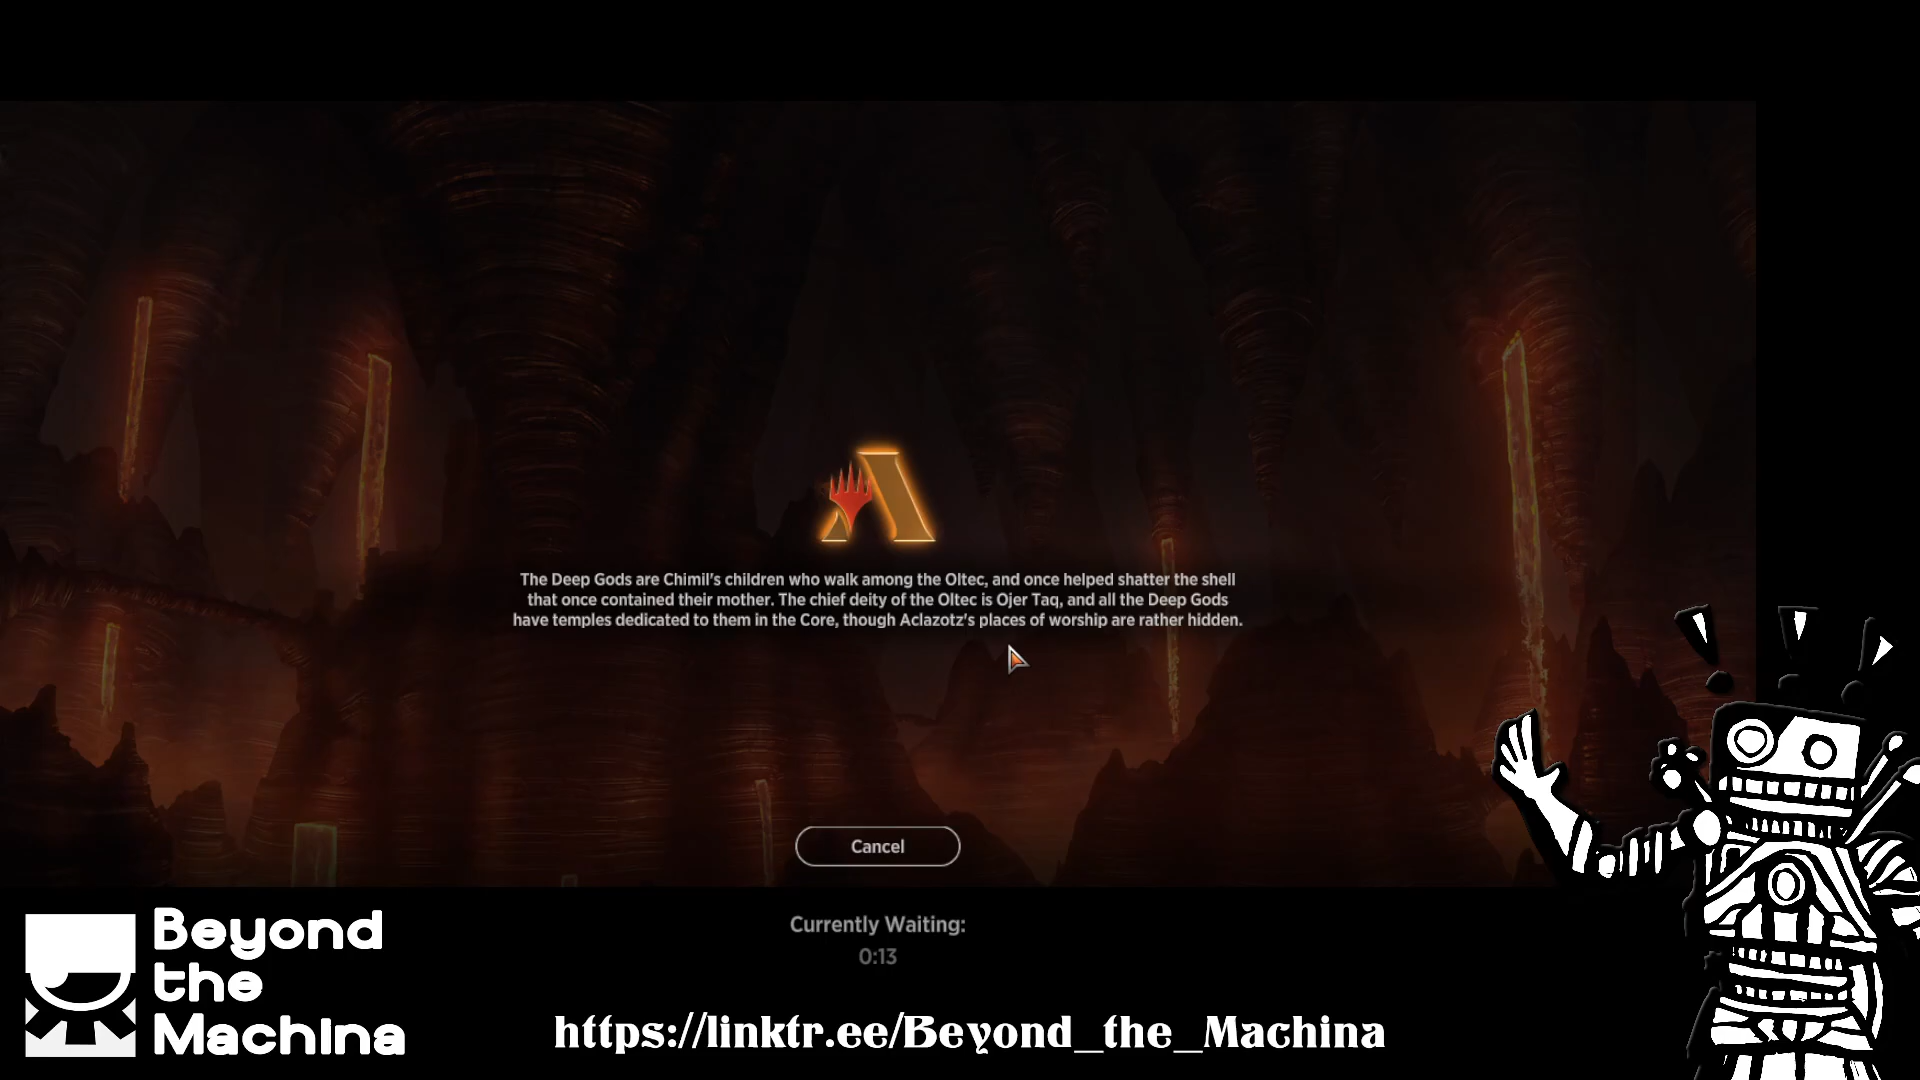 The Deep Gods are Chimil's children who walk among the Oltec, and once helped shatter the shell
that once contained their mother. The chief deity of the Oltec is Ojer Taq, and all the Deep Gods
have temples dedicated to them in the Core, though Aclazotz's places of worship are rather hidden.
Cancel
Currently Waiting:
0:13
Beyond
the
Machina
https://linktr.ee/Beyond_the_Machina